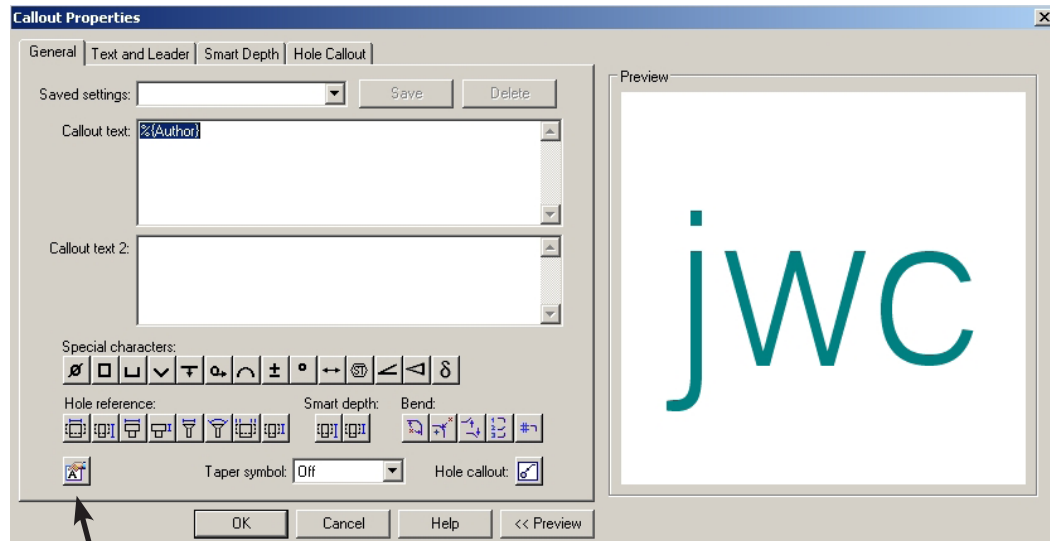 Callout Properties
General Text and Leader Smart Depth Hole Callout
Saved settings: Save Delete
Callout text: %{Author}
Callout text 2:
Special characters:
Ø □ ⌴ ⌵ ↧ ⌒ ± ° ↔ ST ∠ δ
Hole reference: Smart depth: Bend:
A Taper symbol: Off Hole callout:
OK Cancel Help << Preview
Preview
jwc